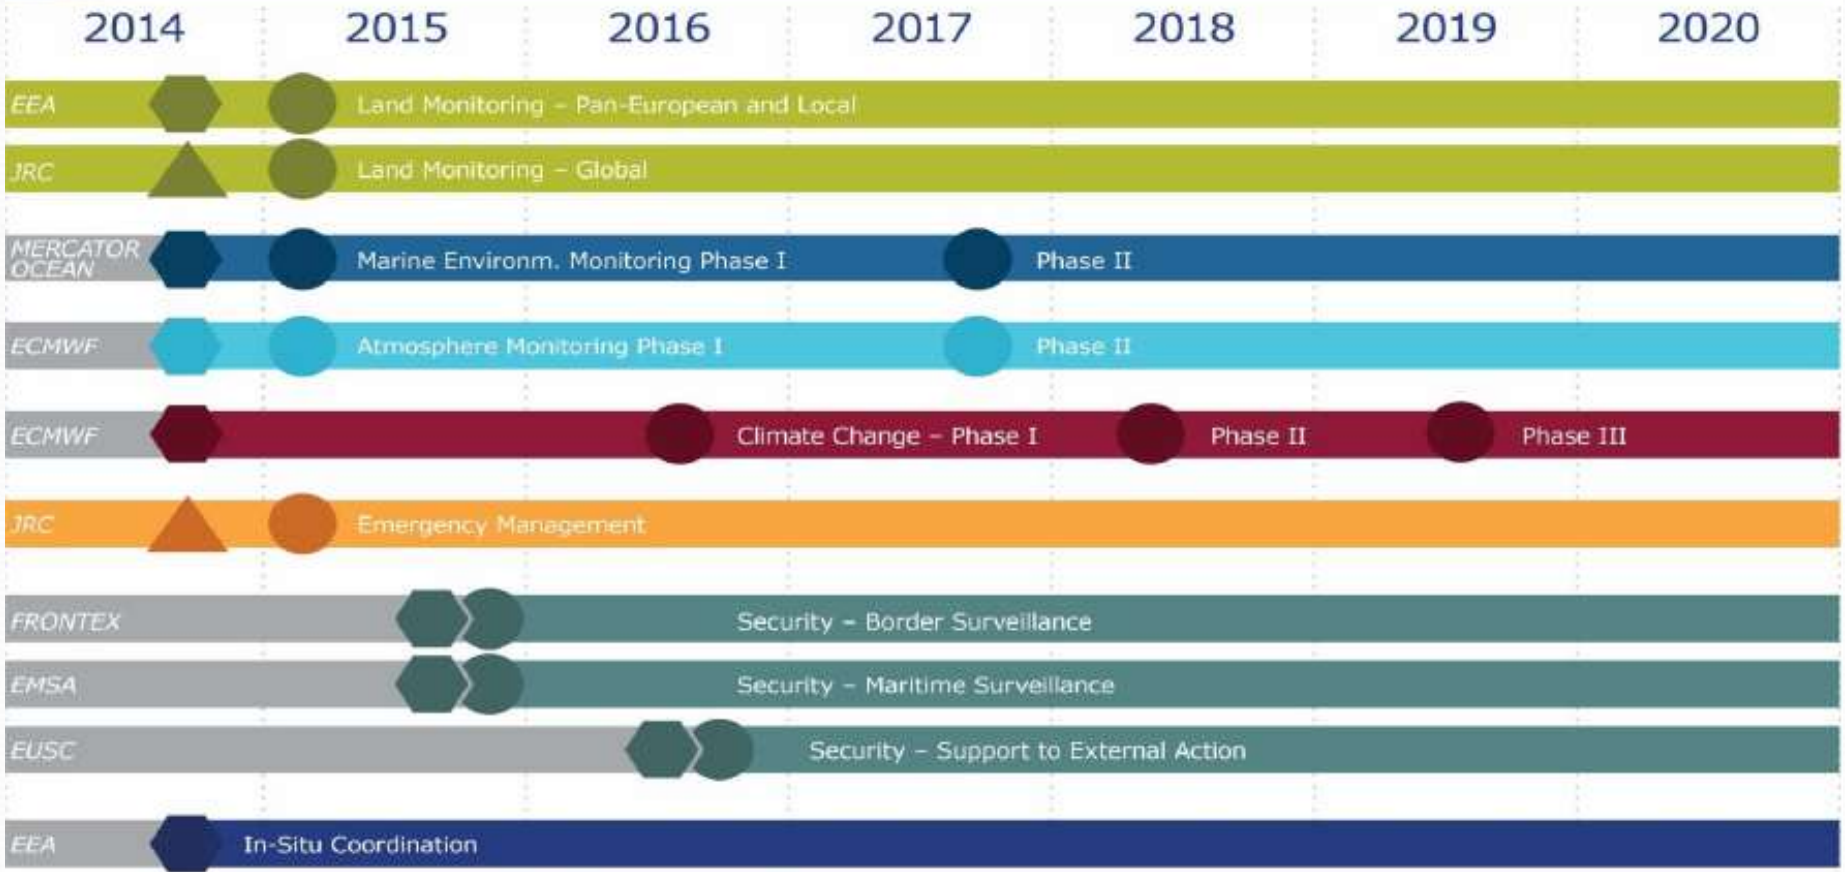 2014 2015 2016 2017 2018 2019 2020
EEA Land Monitoring – Pan-European and Local
JRC Land Monitoring – Global
MERCATOR
OCEAN
Marine Environm. Monitoring Phase I Phase II
ECMWF Atmosphere Monitoring Phase I Phase II
ECMWF Climate Change – Phase I Phase II Phase III
JRC Emergency Management
FRONTEX Security – Border Surveillance
EMSA Security – Maritime Surveillance
EUSC Security – Support to External Action
EEA In-Situ Coordination